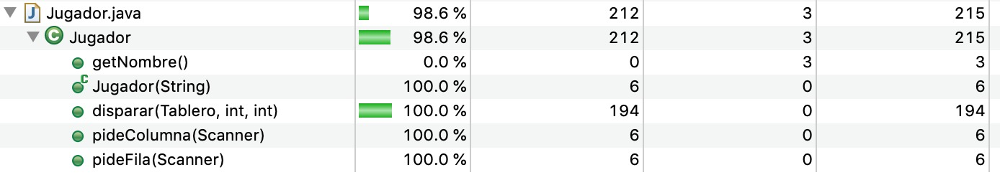 J Jugador.java 98.6 % 212 3 215
C Jugador 98.6 % 212 3 215
getNombre() 0.0 % 0 3 3
C Jugador(String) 100.0 % 6 0 6
disparar(Tablero, int, int) 100.0 % 194 0 194
pideColumna(Scanner) 100.0 % 6 0 6
pideFila(Scanner) 100.0 % 6 0 6